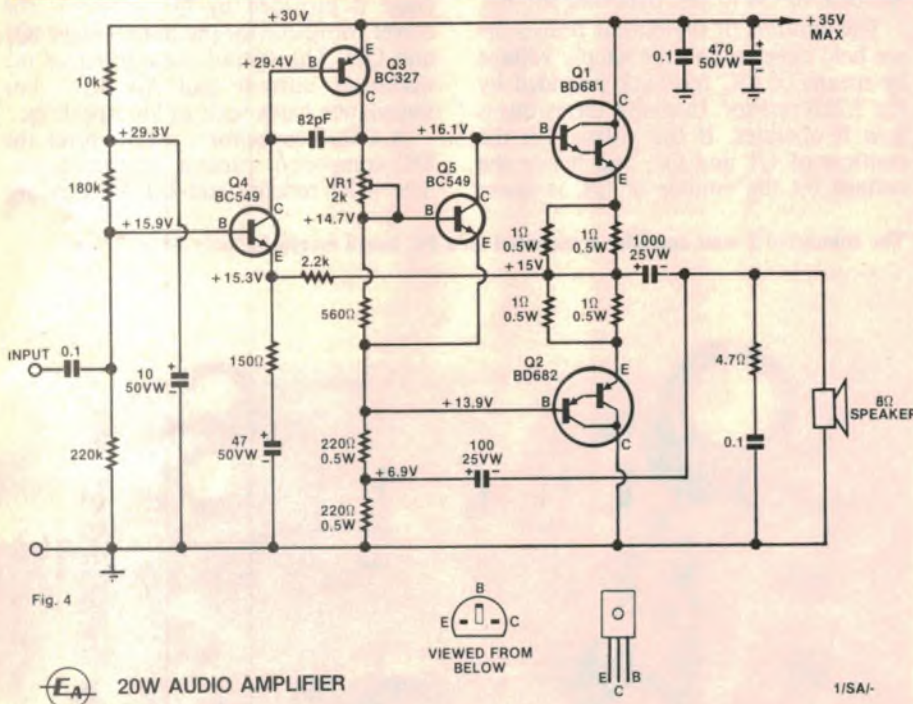 +30V
+35V
MAX
10k
+29.4V
Q3
BC327
E
B
C
0.1
470
50VW
+29.3V
82pF
+16.1V
Q1
BD681
C
B
E
180k
Q4
BC549
C
B
E
VR1
2k
Q5
BC549
C
B
E
+14.7V
+15.9V
1Ω
0.5W
1Ω
0.5W
1000
25VW
+15.3V
2.2k
+15V
560Ω
1Ω
0.5W
1Ω
0.5W
INPUT
0.1
10
50VW
150Ω
Q2
BD682
E
B
C
4.7Ω
8Ω
SPEAKER
+13.9V
220k
47
50VW
220Ω
0.5W
100
25VW
0.1
+6.9V
220Ω
0.5W
Fig. 4
B
E
C
VIEWED FROM
BELOW
E
B
C
EA
20W AUDIO AMPLIFIER
1/SA/-